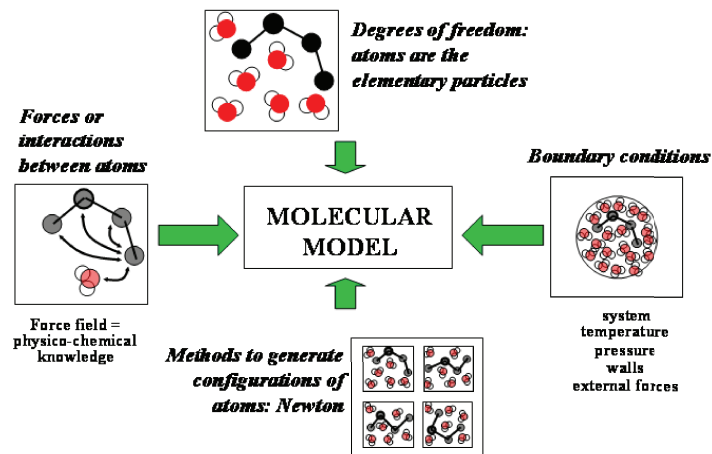 Degrees of freedom:
atoms are the
elementary particles
Forces or
interactions
between atoms
Boundary conditions
MOLECULAR
MODEL
Force field =
physico-chemical
knowledge
system
temperature
pressure
walls
external forces
Methods to generate
configurations of
atoms: Newton